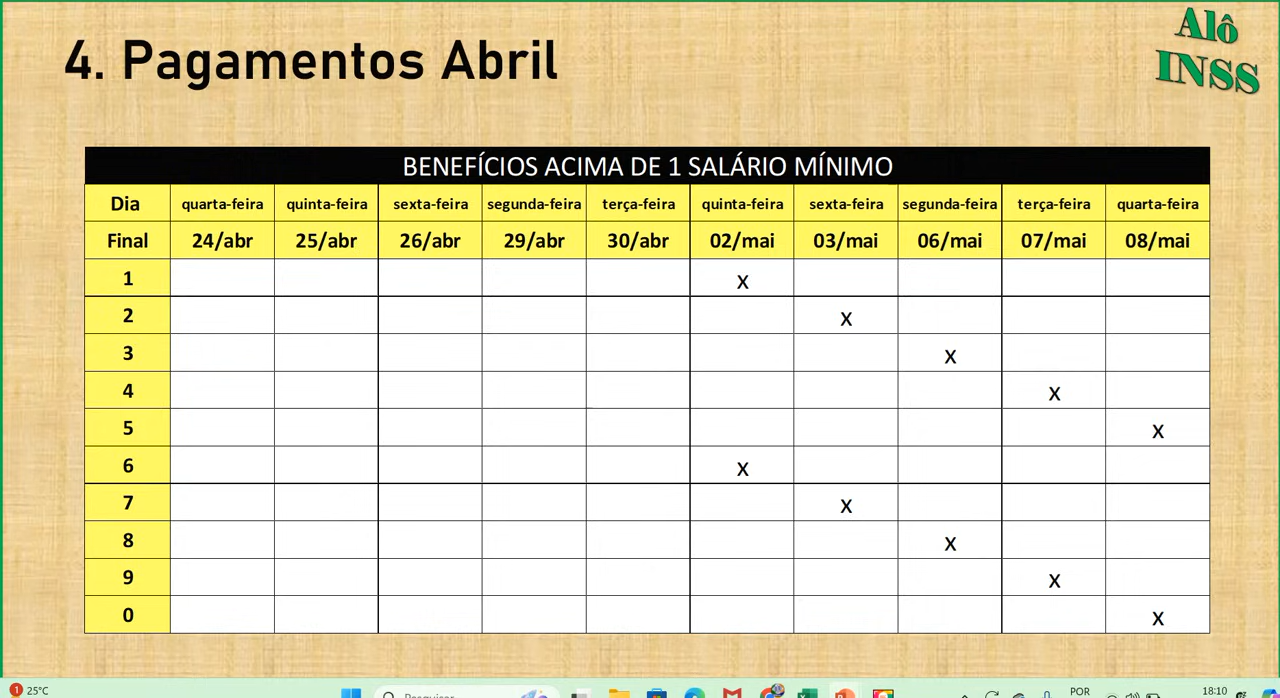 4. Pagamentos Abril
Alô
INSS
BENEFÍCIOS ACIMA DE 1 SALÁRIO MÍNIMO
Dia quarta-feira quinta-feira sexta-feira segunda-feira terça-feira quinta-feira sexta-feira segunda-feira terça-feira quarta-feira
Final 24/abr 25/abr 26/abr 29/abr 30/abr 02/mai 03/mai 06/mai 07/mai 08/mai
1 x
2 x
3 x
4 x
5 x
6 x
7 x
8 x
9 x
0 x
1 25°C Pesquisar POR 18:10